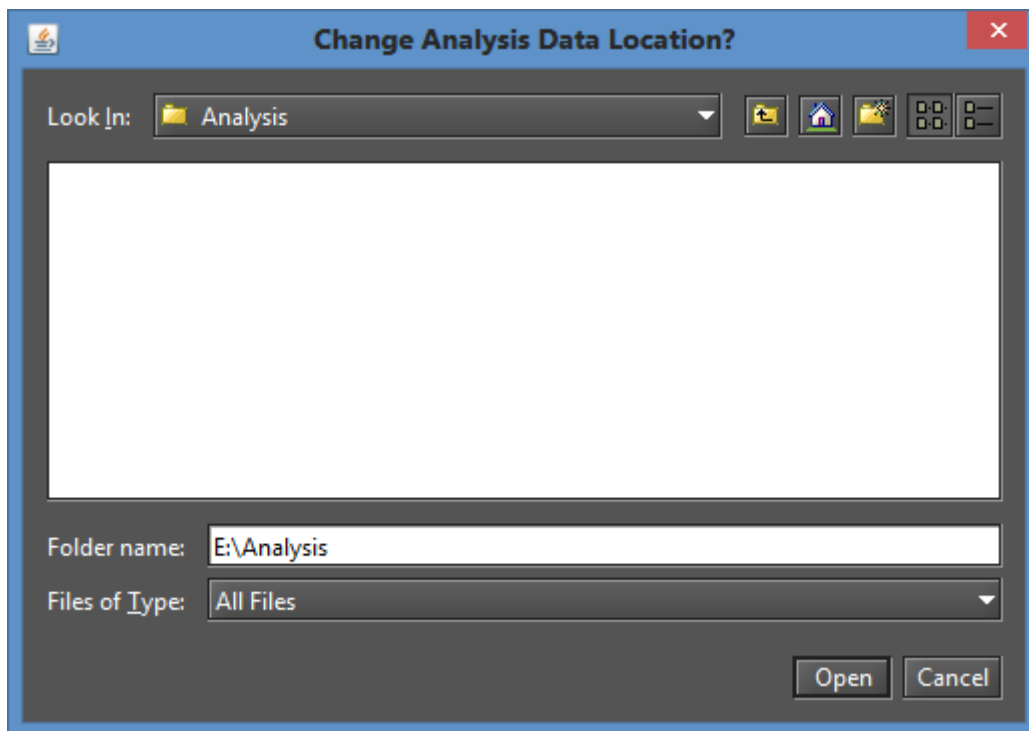 Change Analysis Data Location?
Look In: Analysis
Folder name: E:\Analysis
Files of Type: All Files
Open Cancel